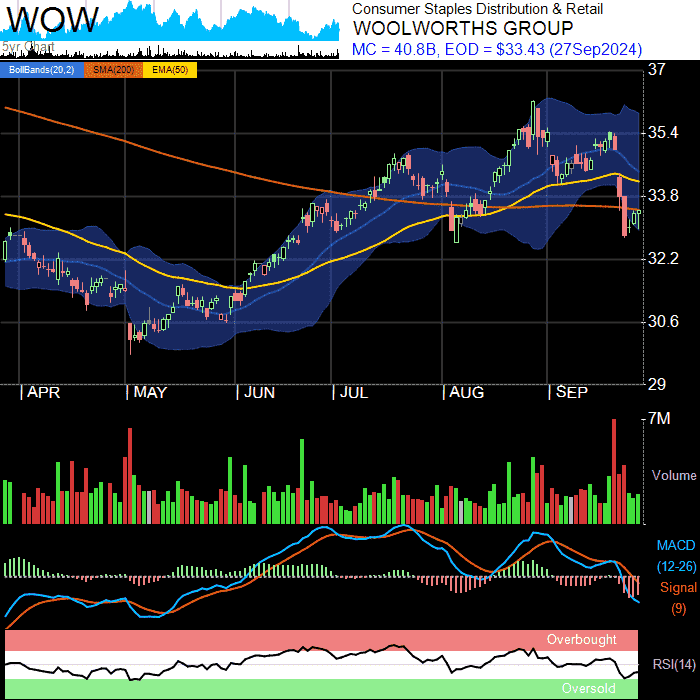 WOW
5yr Chart
Consumer Staples Distribution & Retail
WOOLWORTHS GROUP
MC = 40.8B, EOD = $33.43 (27Sep2024)
BollBands(20,2) SMA(200) EMA(50)
37
35.4
33.8
32.2
30.6
29
| APR | MAY | JUN | JUL | AUG | SEP
7M
Volume
MACD
(12-26)
Signal
(9)
Overbought
RSI(14)
Oversold